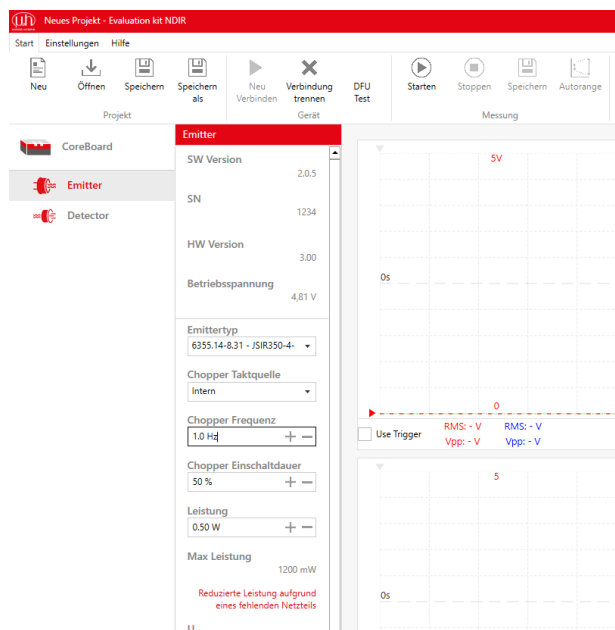 Neues Projekt - Evaluation kit NDIR
Start Einstellungen Hilfe
Neu Öffnen Speichern Speichern als Neu Verbinden Verbindung trennen DFU Test Starten Stoppen Speichern Autorange
Projekt Gerät Messung
CoreBoard
Emitter
Detector
Emitter
SW Version
2.0.5
SN
1234
HW Version
3.00
Betriebsspannung
4,81 V
Emittertyp
6355.14-8.31 - JSIR350-4-
Chopper Taktquelle
Intern
Chopper Frequenz
1.0 Hz
Chopper Einschaltdauer
50 %
Leistung
0.50 W
Max Leistung
1200 mW
Reduzierte Leistung aufgrund
eines fehlenden Netzteils
5V
0s
0
Use Trigger
RMS: - V RMS: - V
Vpp: - V Vpp: - V
5
0s